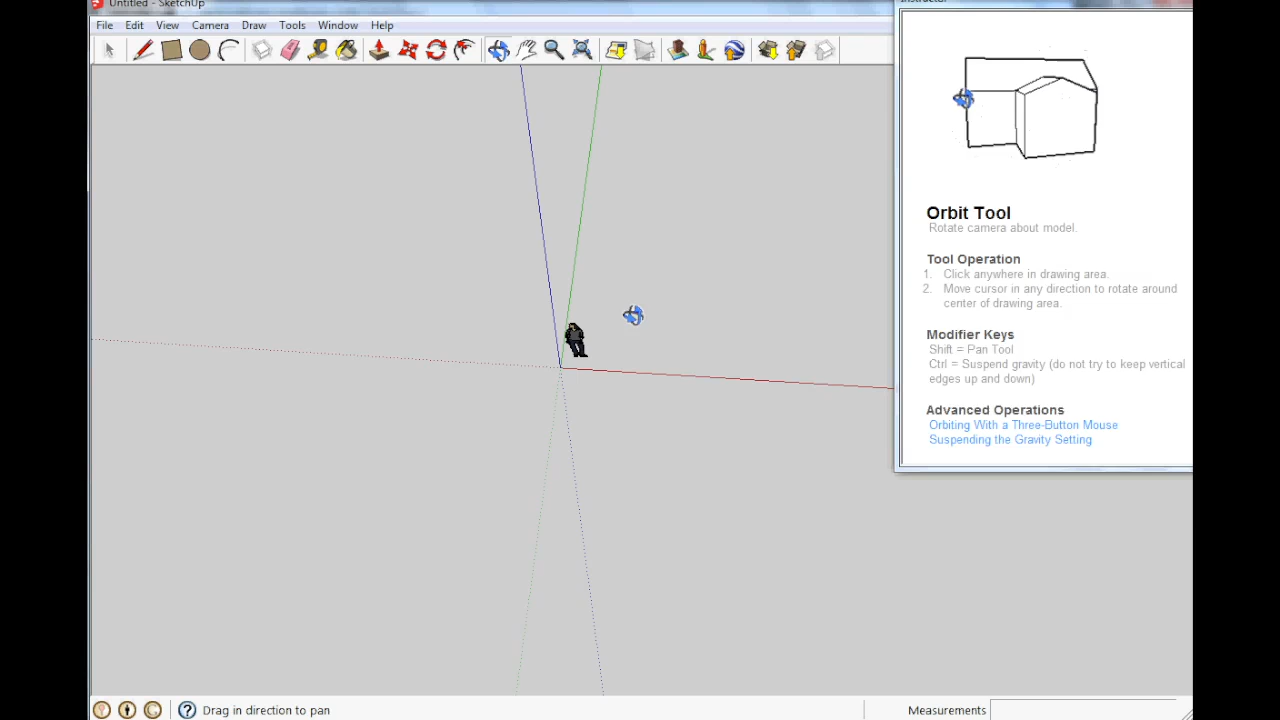 Untitled - SketchUp
File Edit View Camera Draw Tools Window Help
Instructor
Orbit Tool
Rotate camera about model.
Tool Operation
1. Click anywhere in drawing area.
2. Move cursor in any direction to rotate around
center of drawing area.
Modifier Keys
Shift = Pan Tool
Ctrl = Suspend gravity (do not try to keep vertical
edges up and down)
Advanced Operations
Orbiting With a Three-Button Mouse
Suspending the Gravity Setting
Drag in direction to pan
Measurements